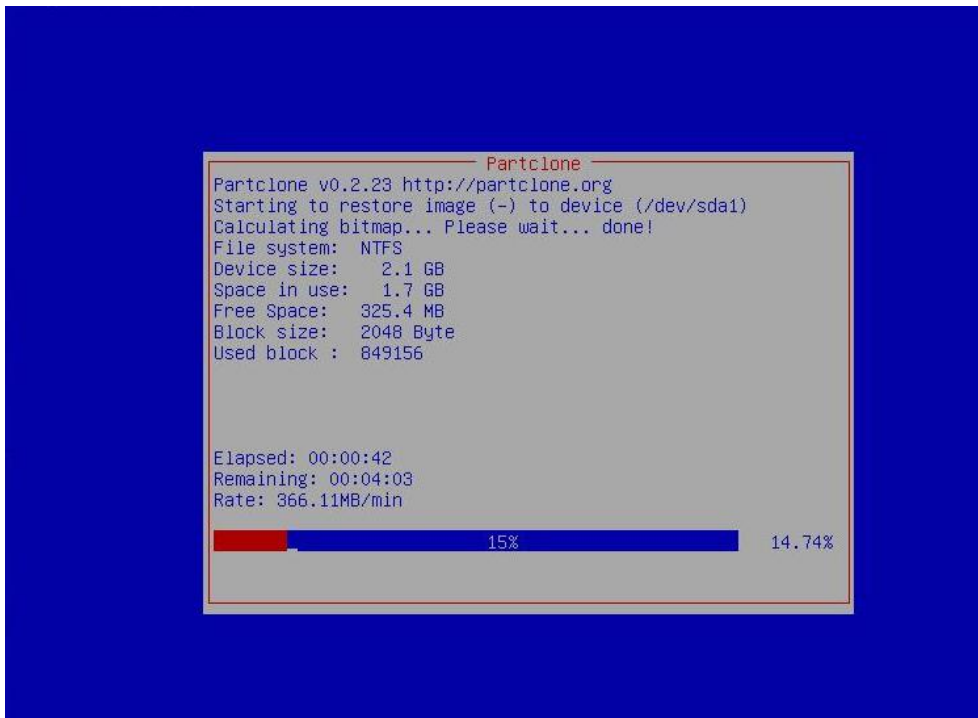 Partclone
Partclone v0.2.23 http://partclone.org
Starting to restore image (-) to device (/dev/sda1)
Calculating bitmap... Please wait... done!
File system: NTFS
Device size: 2.1 GB
Space in use: 1.7 GB
Free Space: 325.4 MB
Block size: 2048 Byte
Used block : 849156
Elapsed: 00:00:42
Remaining: 00:04:03
Rate: 366.11MB/min
15% 14.74%